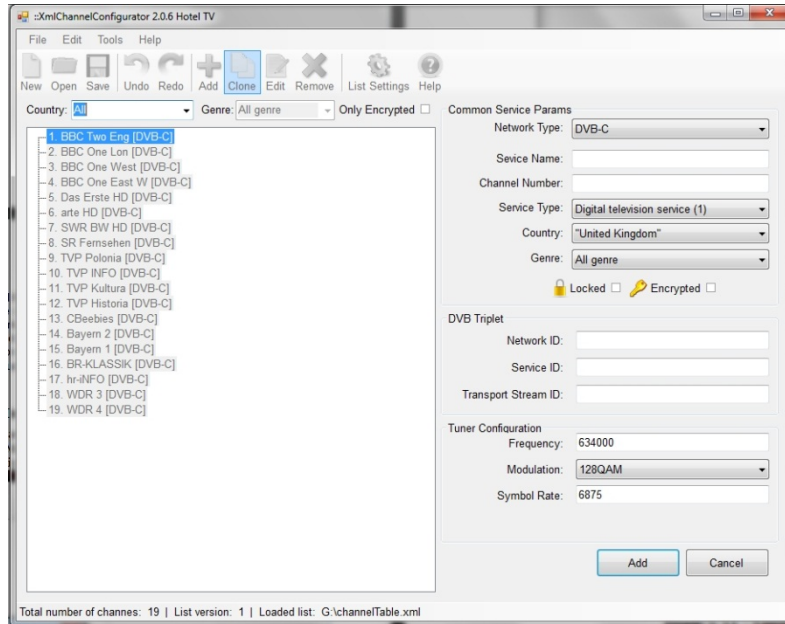 ::XmlChannelConfigurator 2.0.6 Hotel TV
File Edit Tools Help
New Open Save Undo Redo Add Clone Edit Remove List Settings Help
Country: All Genre: All genre Only Encrypted
1. BBC Two Eng [DVB-C]
2. BBC One Lon [DVB-C]
3. BBC One West [DVB-C]
4. BBC One East W [DVB-C]
5. Das Erste HD [DVB-C]
6. arte HD [DVB-C]
7. SWR BW HD [DVB-C]
8. SR Fernsehen [DVB-C]
9. TVP Polonia [DVB-C]
10. TVP INFO [DVB-C]
11. TVP Kultura [DVB-C]
12. TVP Historia [DVB-C]
13. CBeebies [DVB-C]
14. Bayern 2 [DVB-C]
15. Bayern 1 [DVB-C]
16. BR-KLASSIK [DVB-C]
17. hr-iNFO [DVB-C]
18. WDR 3 [DVB-C]
19. WDR 4 [DVB-C]
Common Service Params
Network Type: DVB-C
Sevice Name:
Channel Number:
Service Type: Digital television service (1)
Country: "United Kingdom"
Genre: All genre
Locked Encrypted
DVB Triplet
Network ID:
Service ID:
Transport Stream ID:
Tuner Configuration
Frequency: 634000
Modulation: 128QAM
Symbol Rate: 6875
Add Cancel
Total number of channes: 19 | List version: 1 | Loaded list: G:\channelTable.xml